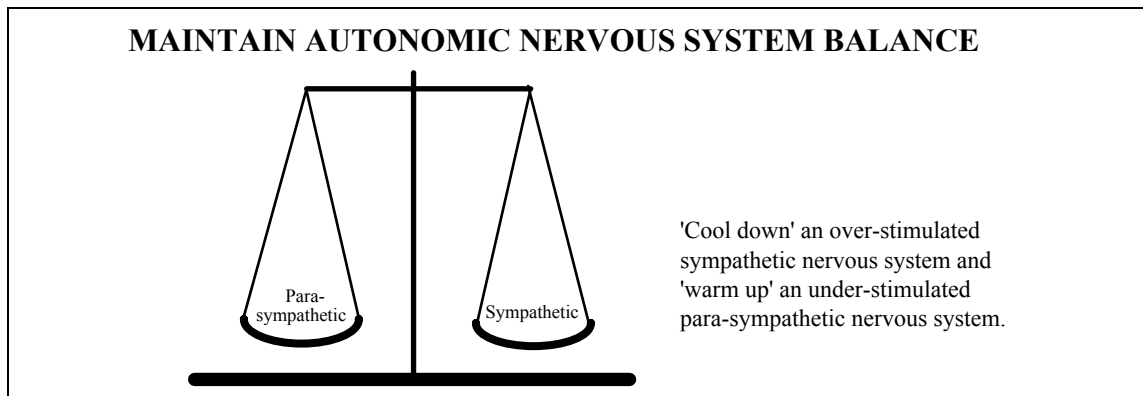 MAINTAIN AUTONOMIC NERVOUS SYSTEM BALANCE
Para-
sympathetic
Sympathetic
'Cool down' an over-stimulated
sympathetic nervous system and
'warm up' an under-stimulated
para-sympathetic nervous system.